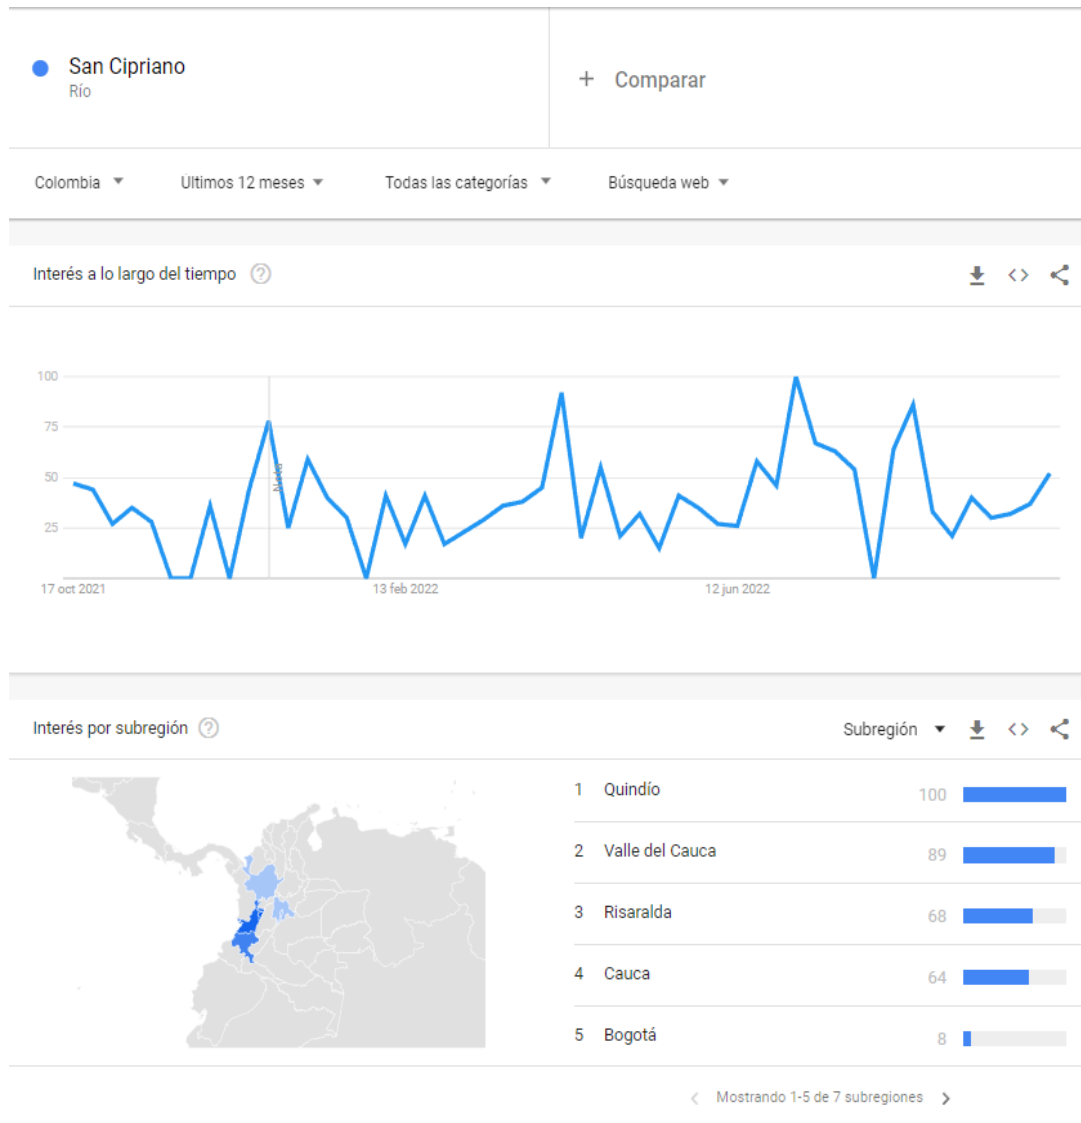 San Cipriano
Río
+ Comparar
Colombia Últimos 12 meses Todas las categorías Búsqueda web
Interés a lo largo del tiempo ?
100
75
50
25
Nota
17 oct 2021 13 feb 2022 12 jun 2022
Interés por subregión ?
Subregión
1 Quindío 100
2 Valle del Cauca 89
3 Risaralda 68
4 Cauca 64
5 Bogotá 8
Mostrando 1-5 de 7 subregiones